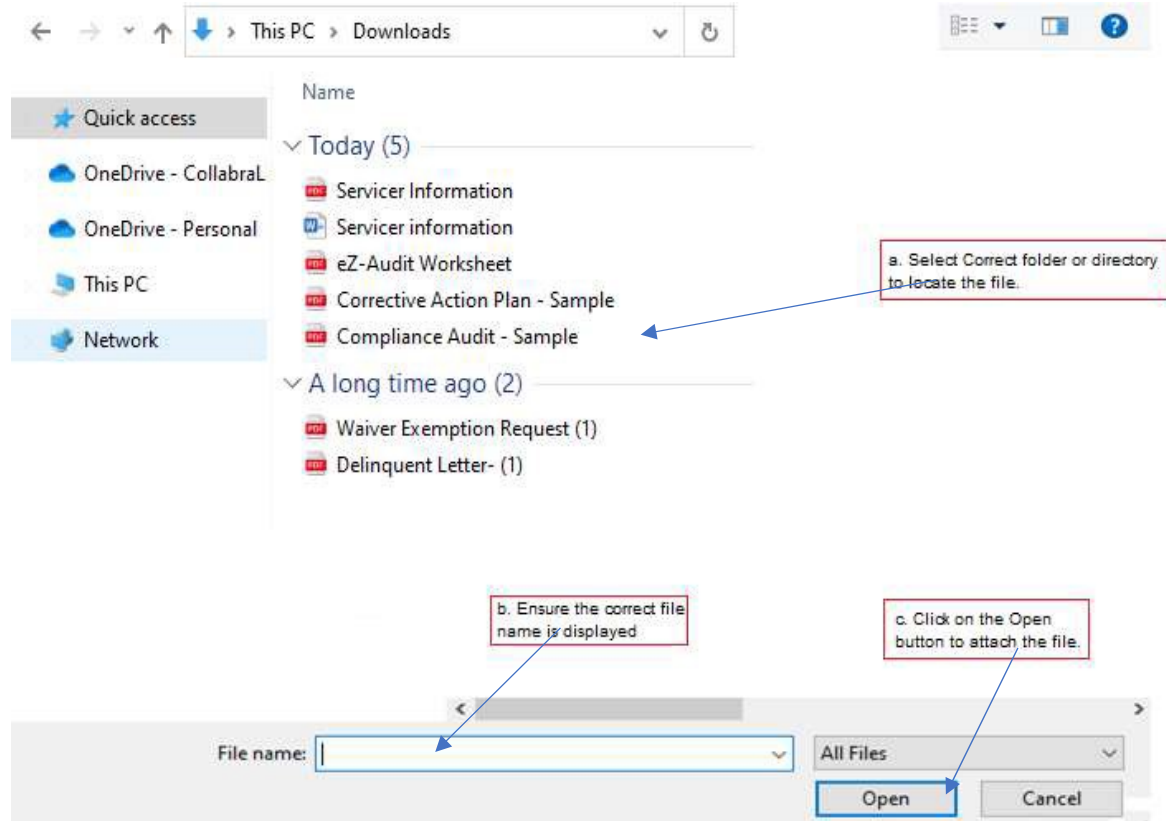 This PC > Downloads
Name
Quick access
Today (5)
OneDrive - CollabraL
Servicer Information
OneDrive - Personal
Servicer information
eZ-Audit Worksheet
a. Select Correct folder or directory
to locate the file.
This PC
Corrective Action Plan - Sample
Network
Compliance Audit - Sample
A long time ago (2)
Waiver Exemption Request (1)
Delinquent Letter- (1)
b. Ensure the correct file
name is displayed
c. Click on the Open
button to attach the file.
File name:
All Files
Open
Cancel